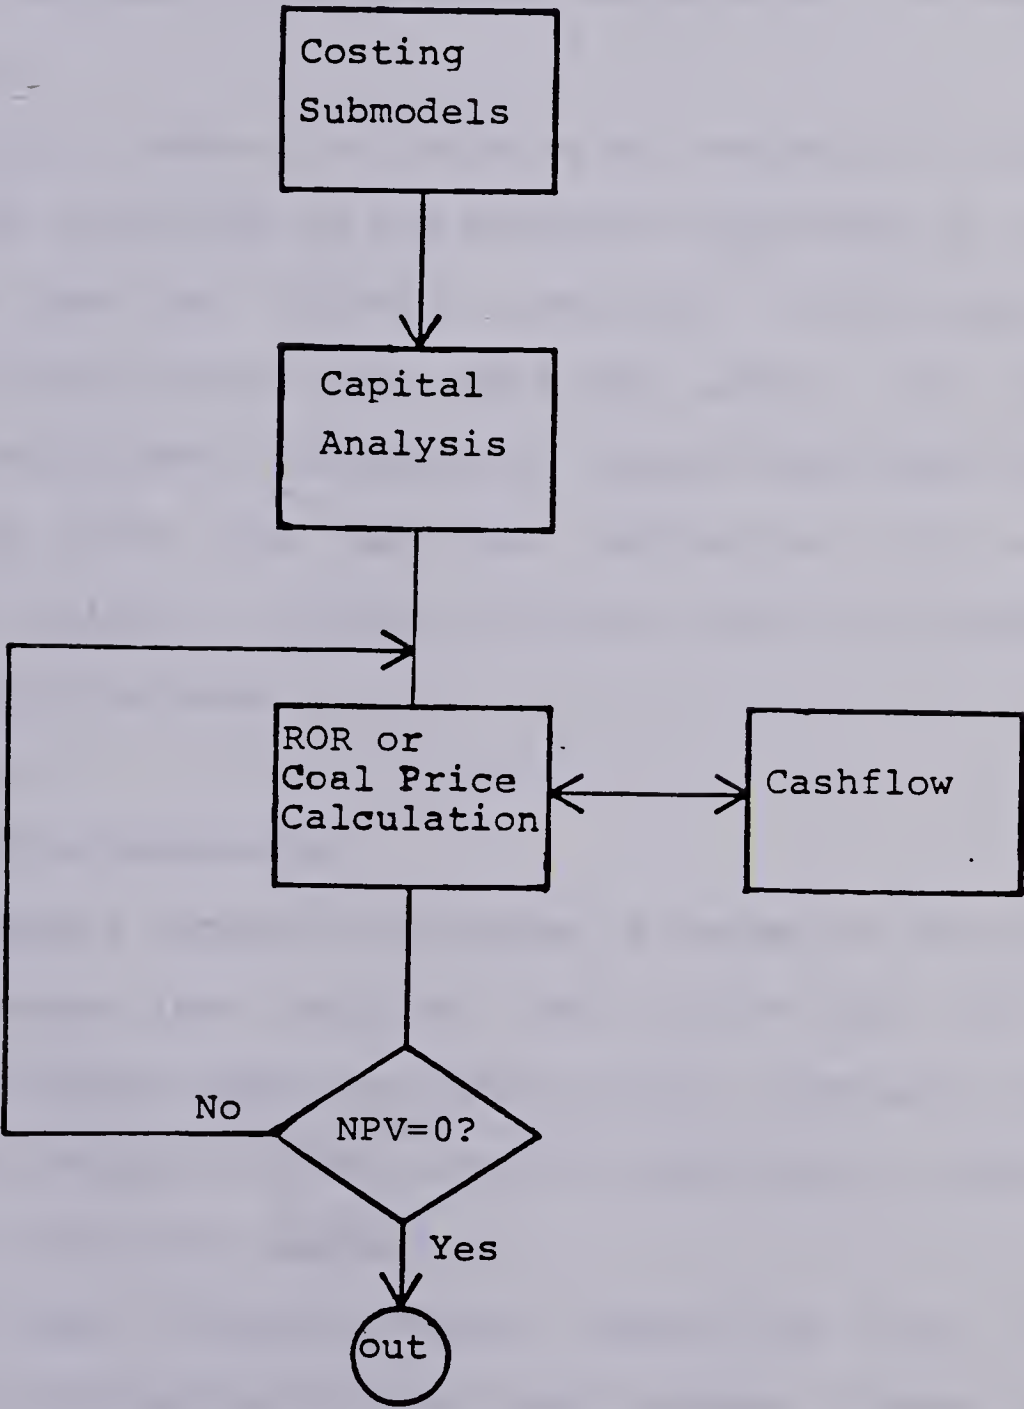 Costing
Submodels
Capital
Analysis
ROR or
Coal Price
Calculation
Cashflow
No
NPV=0?
Yes
out